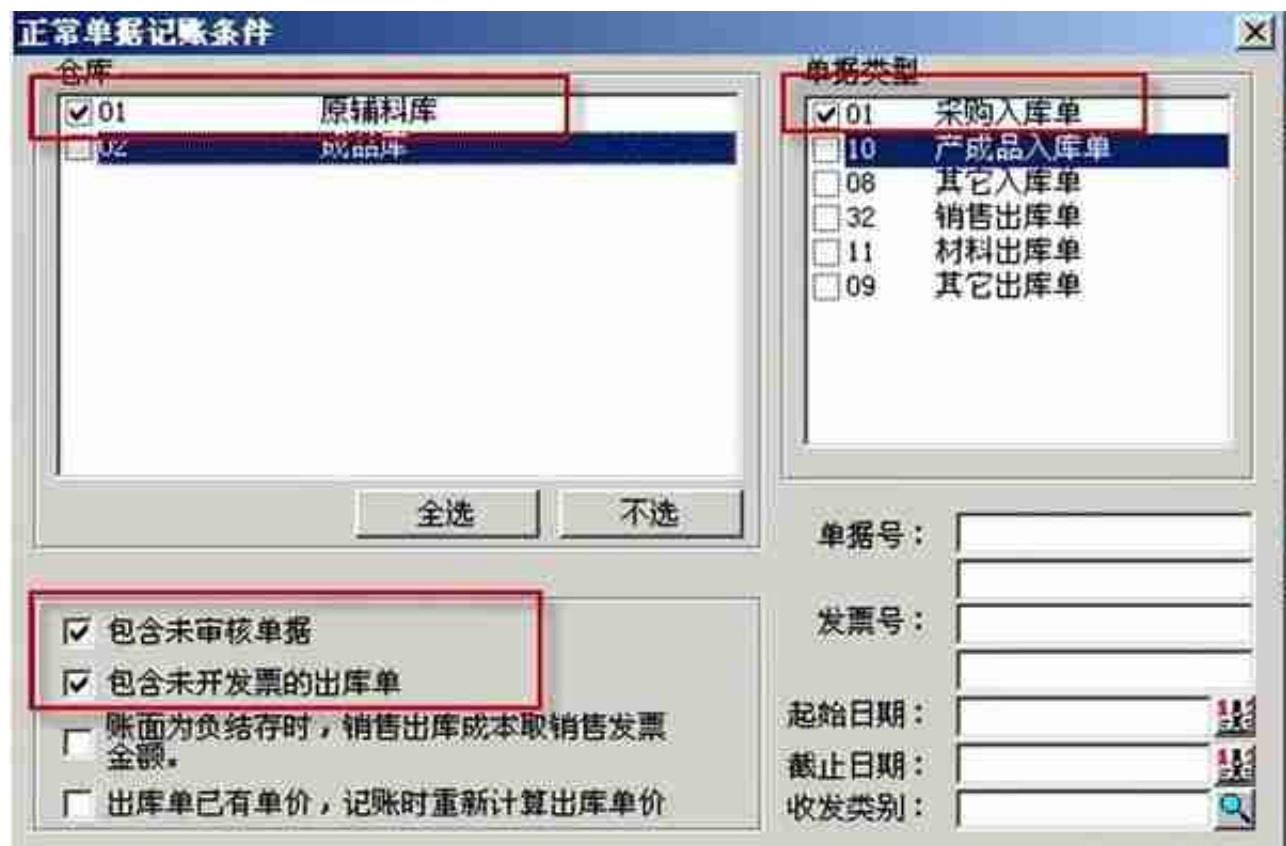 正常单据记账条件
仓库
01 原辅料库
02 成品库
全选 不选
包含未审核单据
包含未开发票的出库单
账面为负结存时，销售出库成本取销售发票
金额。
出库单已有单价，记账时重新计算出库单价
单据类型
01 采购入库单
10 产成品入库单
08 其它入库单
32 销售出库单
11 材料出库单
09 其它出库单
单据号：
发票号：
起始日期：
截止日期：
收发类别：